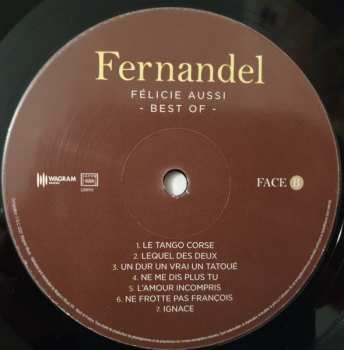 Fernandel
FÉLICIE AUSSI
- BEST OF -
WAGRAM
FACE B
1. LE TANGO CORSE
2. LEQUEL DES DEUX
3. UN DUR UN VRAI UN TATOUÉ
4. NE ME DIS PLUS TU
5. L'AMOUR INCOMPRIS
6. NE FROTTE PAS FRANÇOIS
7. IGNACE